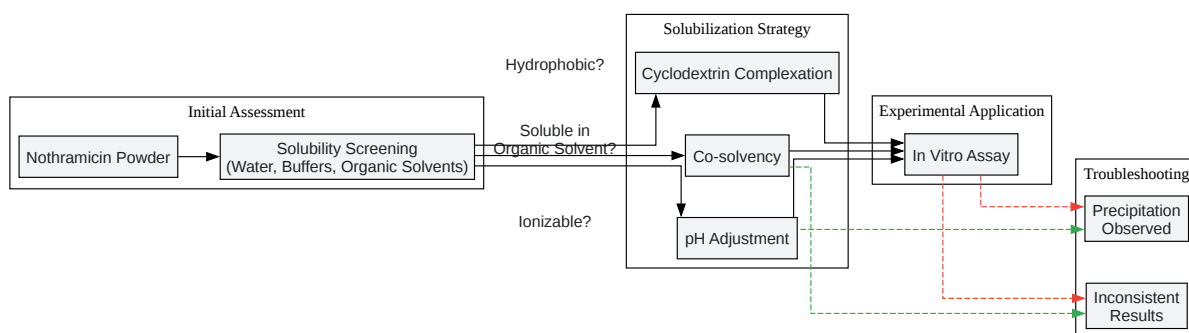 Initial Assessment
Nothramicin Powder
Solubility Screening
(Water, Buffers, Organic Solvents)
Hydrophobic?
Soluble in
Organic Solvent?
Ionizable?
Solubilization Strategy
Cyclodextrin Complexation
Co-solvency
pH Adjustment
Experimental Application
In Vitro Assay
Troubleshooting
Precipitation
Observed
Inconsistent
Results